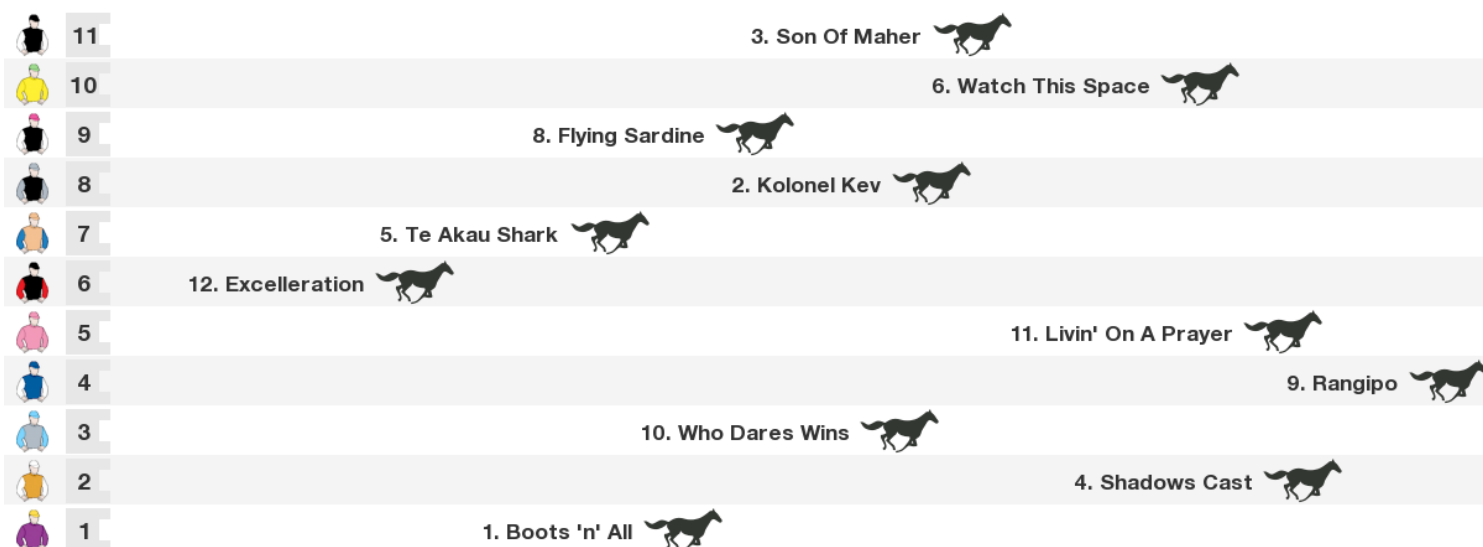 11 3. Son Of Maher
10 6. Watch This Space
9 8. Flying Sardine
8 2. Kolonel Kev
7 5. Te Akau Shark
6 12. Excelleration
5 11. Livin' On A Prayer
4 9. Rangipo
3 10. Who Dares Wins
2 4. Shadows Cast
1 1. Boots 'n' All